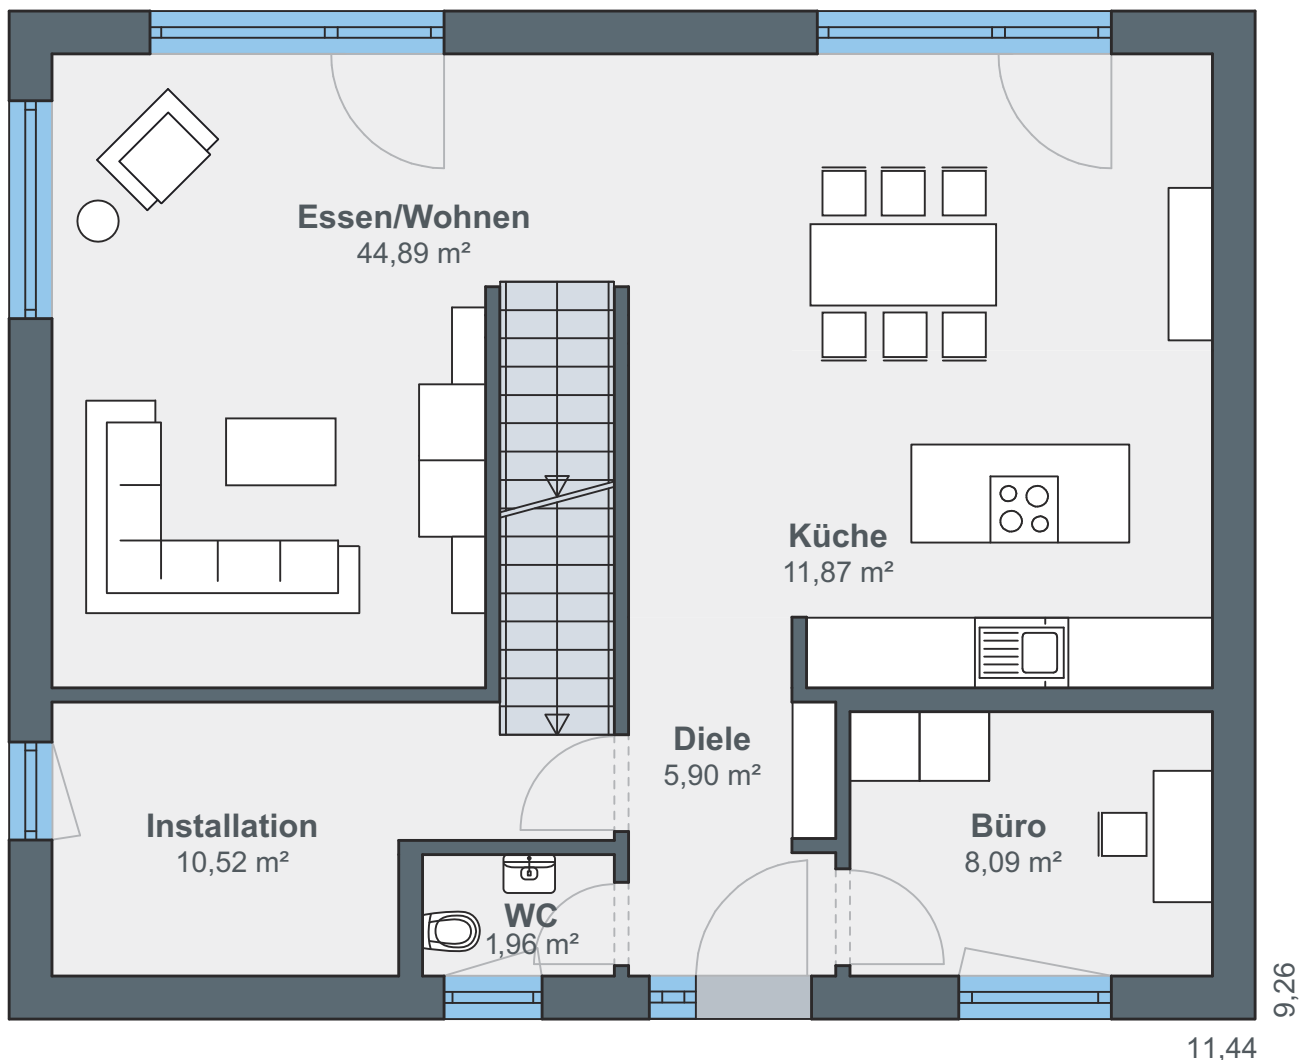 Essen/Wohnen
44,89 m²
Küche
11,87 m²
Diele
5,90 m²
Installation
10,52 m²
Büro
8,09 m²
WC
1,96 m²
9,26
11,44